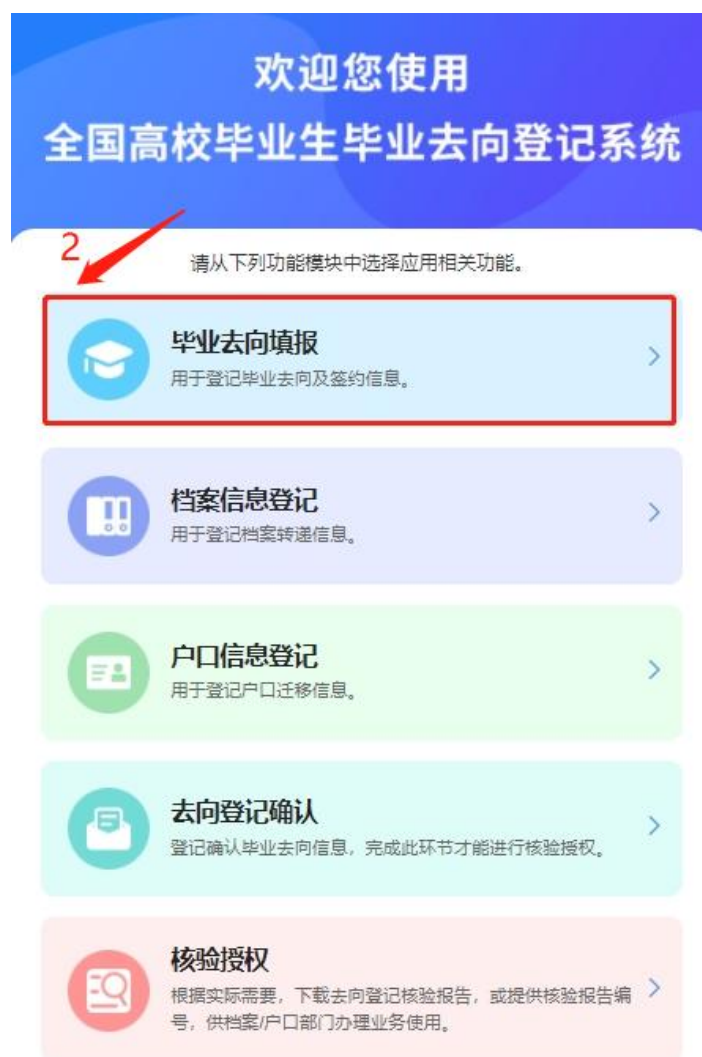 欢迎您使用
全国高校毕业生毕业去向登记系统
2
请从下列功能模块中选择应用相关功能。
毕业去向填报
用于登记毕业去向及签约信息。
档案信息登记
用于登记档案转递信息。
户口信息登记
用于登记户口迁移信息。
去向登记确认
登记确认毕业去向信息，完成此环节才能进行核验授权。
核验授权
根据实际需要，下载去向登记核验报告，或提供核验报告编
号，供档案/户口部门办理业务使用。